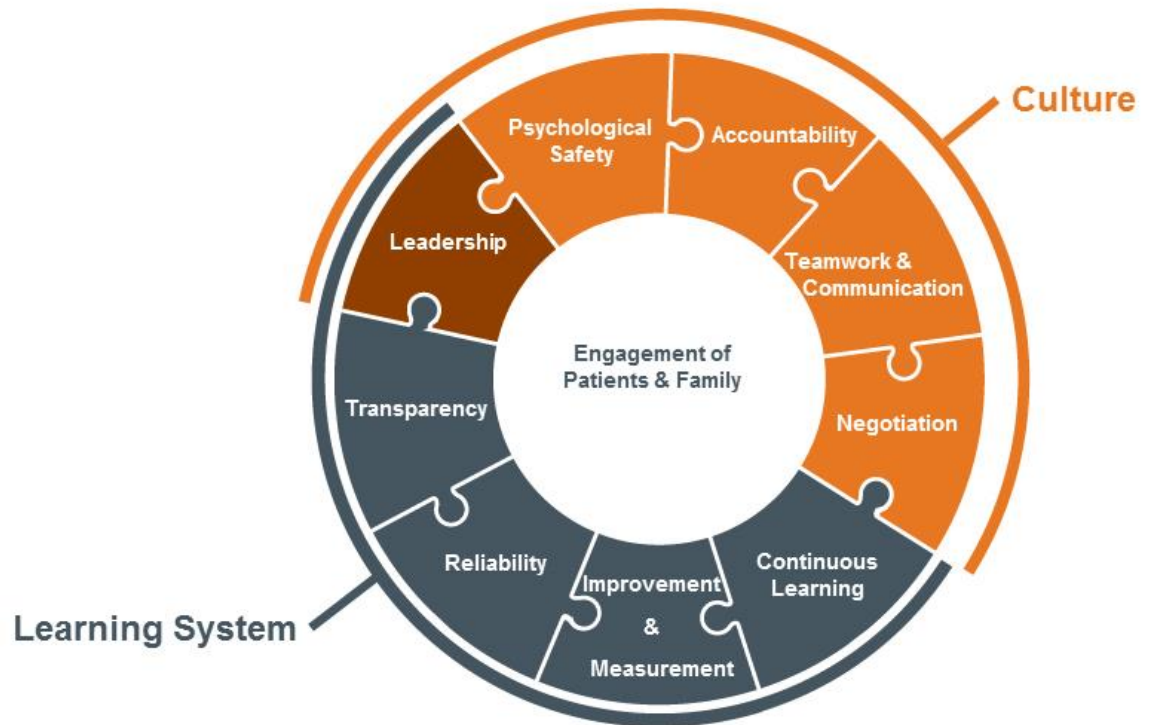 Culture
Psychological
Safety
Accountability
Leadership
Teamwork &
Communication
Engagement of
Patients & Family
Transparency
Negotiation
Reliability
Improvement
&
Measurement
Continuous
Learning
Learning System